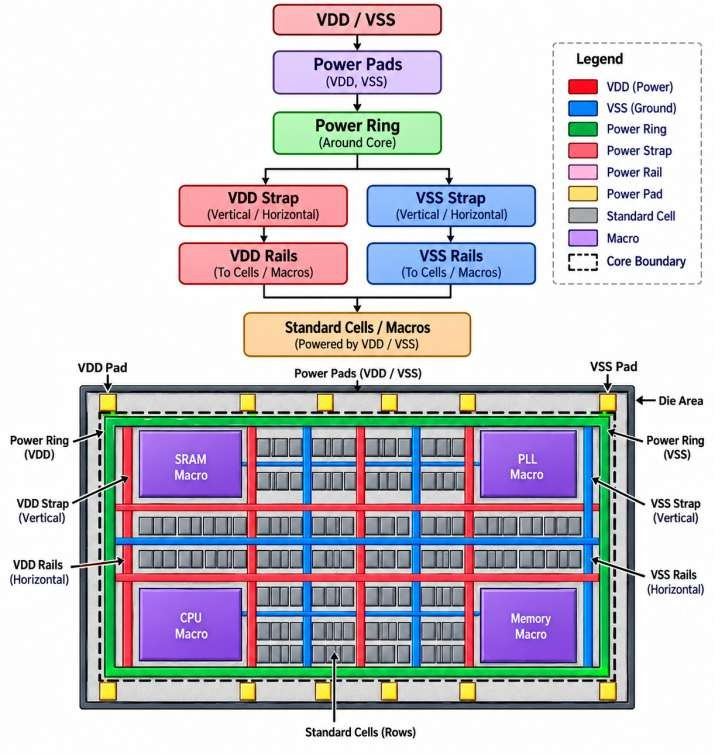 VDD / VSS
Power Pads
(VDD, VSS)
Power Ring
(Around Core)
VDD Strap
(Vertical / Horizontal)
VSS Strap
(Vertical / Horizontal)
VDD Rails
(To Cells / Macros)
VSS Rails
(To Cells / Macros)
Standard Cells / Macros
(Powered by VDD / VSS)
Legend
VDD (Power)
VSS (Ground)
Power Ring
Power Strap
Power Rail
Power Pad
Standard Cell
Macro
Core Boundary
VDD Pad
Power Pads (VDD / VSS)
VSS Pad
Die Area
Power Ring
(VDD)
VDD Strap
(Vertical)
VDD Rails
(Horizontal)
SRAM
Macro
PLL
Macro
CPU
Macro
Memory
Macro
Power Ring
(VSS)
VSS Strap
(Vertical)
VSS Rails
(Horizontal)
Standard Cells (Rows)